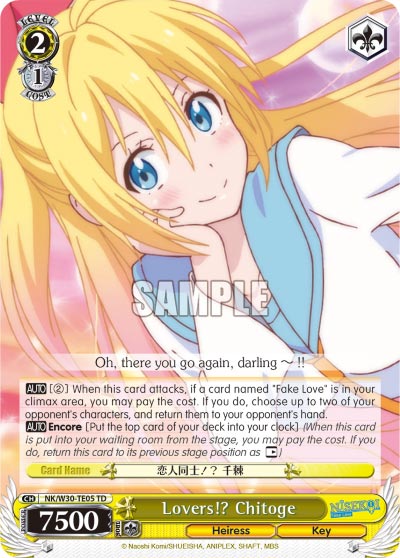 LEVEL
2
1
COST
SAMPLE
Oh, there you go again, darling ～ !!
AUTO [②] When this card attacks, if a card named "Fake Love" is in your
climax area, you may pay the cost. If you do, choose up to two of your
opponent's characters, and return them to your opponent's hand.
AUTO Encore [Put the top card of your deck into your clock] (When this card
is put into your waiting room from the stage, you may pay the cost. If
you do, return this card to its previous stage position as
Card Name
恋人同士!? 千棘
CH NK/W30-TE05 TD
Lovers!? Chitoge
NISEKOI
POWER
7500
SOUL
Heiress
Key
© Naoshi Komi/SHUEISHA, ANIPLEX, SHAFT, MBS